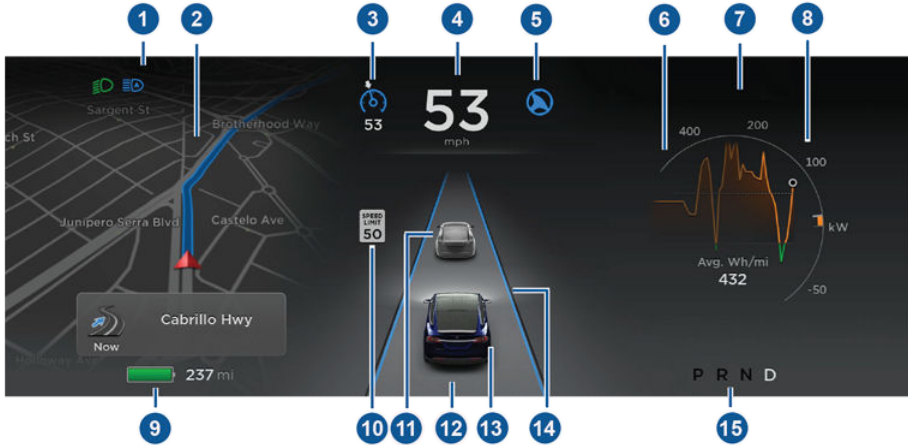 1 2 3 4 5 6 7 8
Sargent St
Brotherhood Way
ch St
53
53
mph
400 200
100
Junipero Serra Blvd
Castelo Ave
SPEED
LIMIT
50
kW
Avg. Wh/mi
432
-50
Cabrillo Hwy
Now
237 mi
P R N D
9 10 11 12 13 14 15